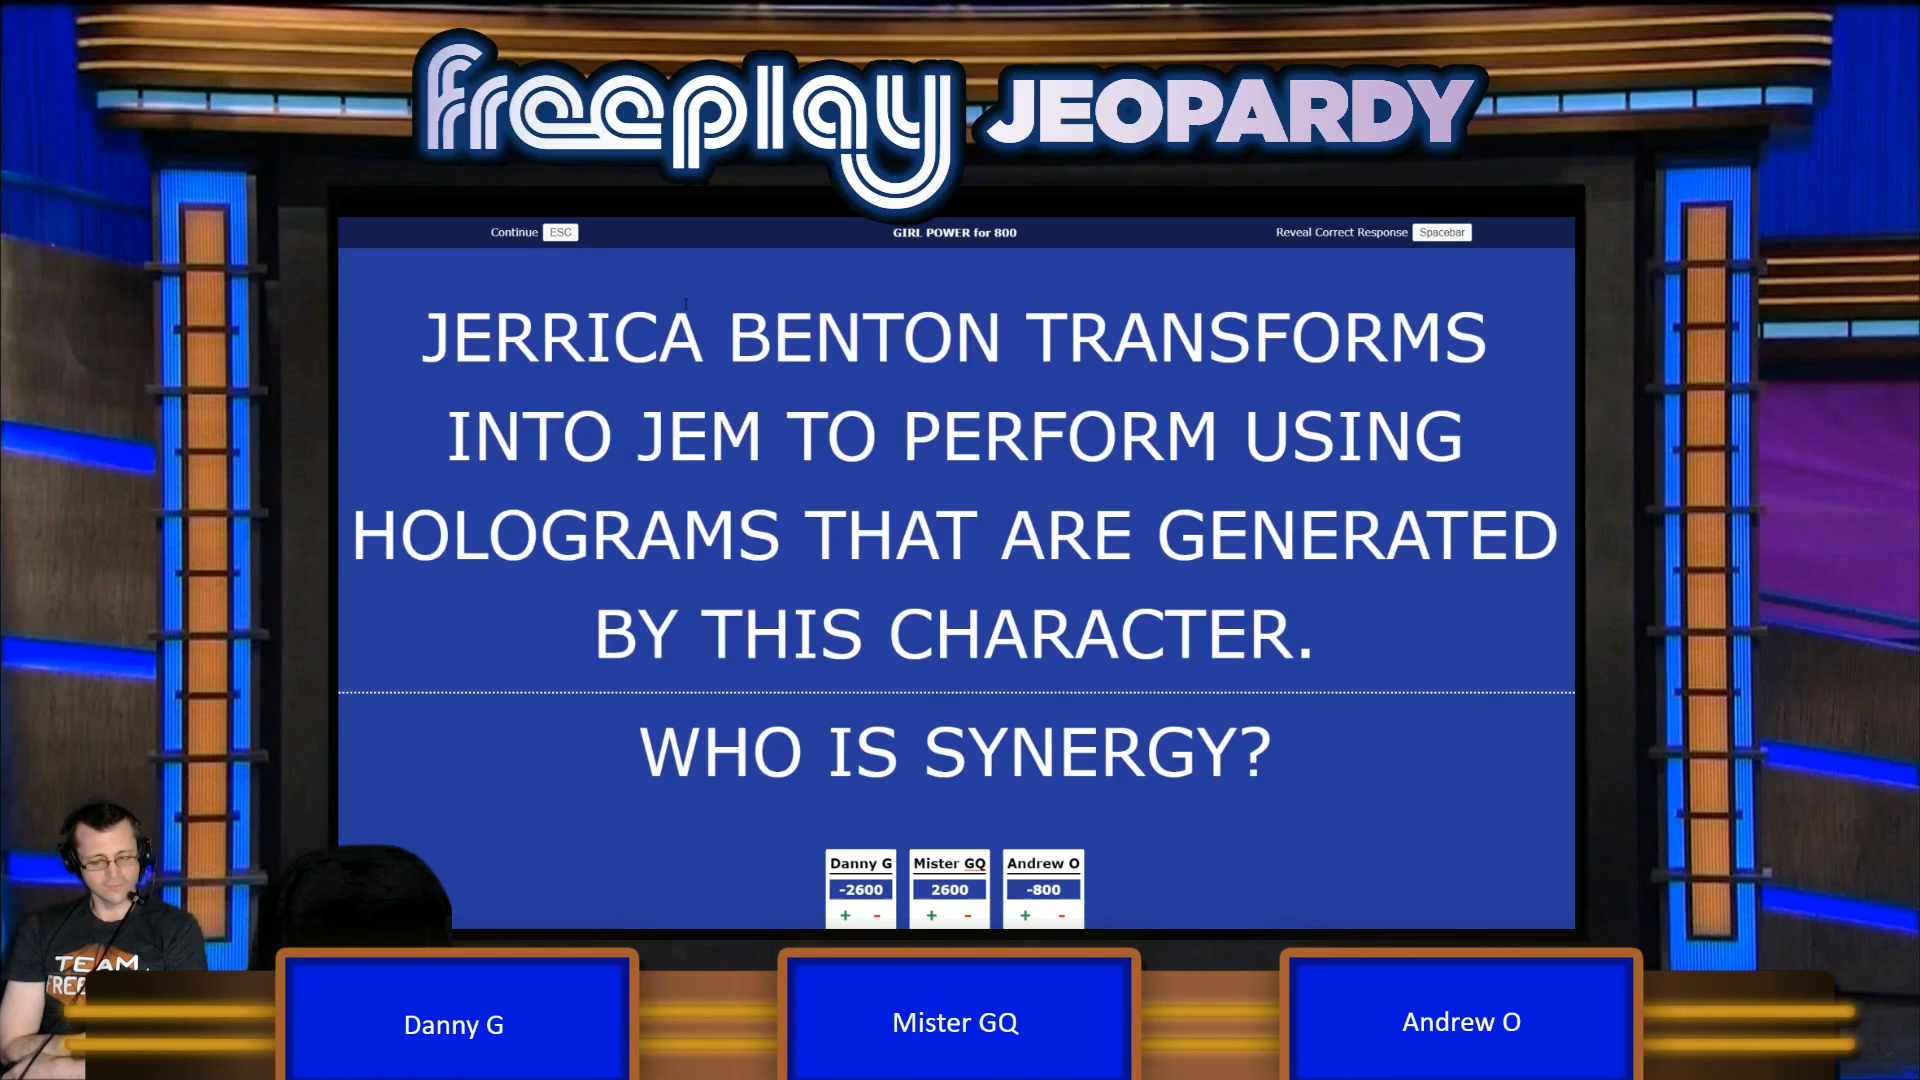 freeplay JEOPARDY
Continue ESC GIRL POWER for 800 Reveal Correct Response Spacebar
JERRICA BENTON TRANSFORMS
INTO JEM TO PERFORM USING
HOLOGRAMS THAT ARE GENERATED
BY THIS CHARACTER.
WHO IS SYNERGY?
Danny G Mister GQ Andrew O
-2600 2600 -800
+ - + - + -
TEAM
FREE
Danny G Mister GQ Andrew O